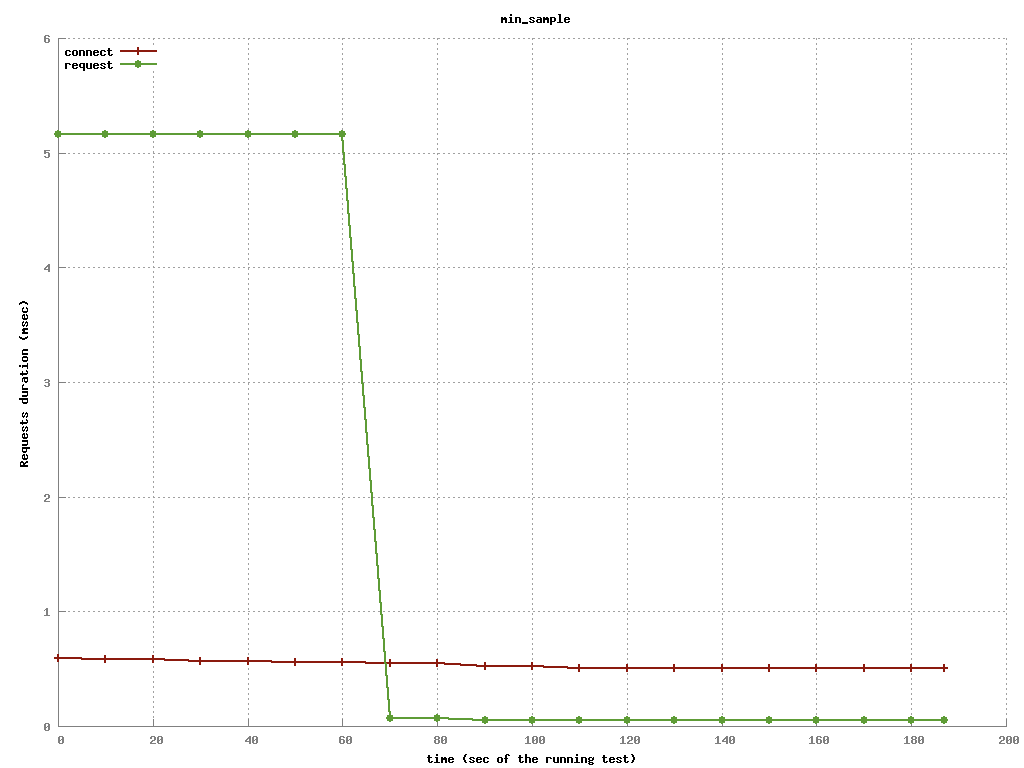 min_sample
6
connect
request
5
4
3
2
1
0
Requests duration (msec)
0 20 40 60 80 100 120 140 160 180 200
time (sec of the running test)